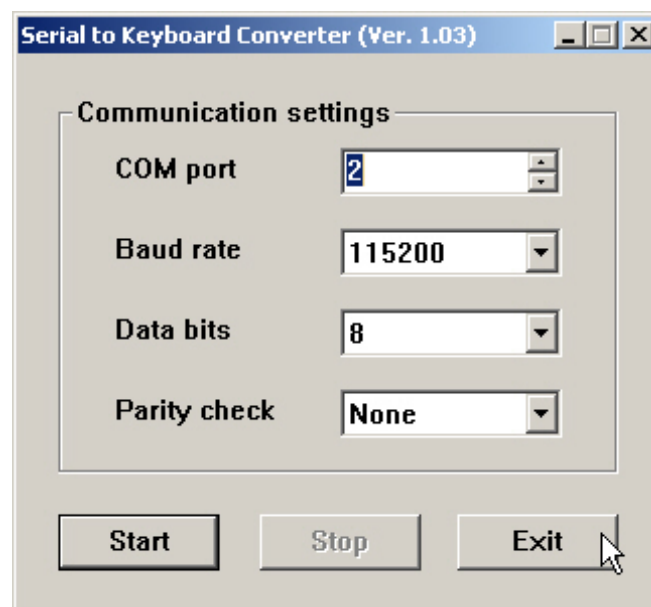 Serial to Keyboard Converter (Ver. 1.03)
Communication settings
COM port 2
Baud rate 115200
Data bits 8
Parity check None
Start Stop Exit